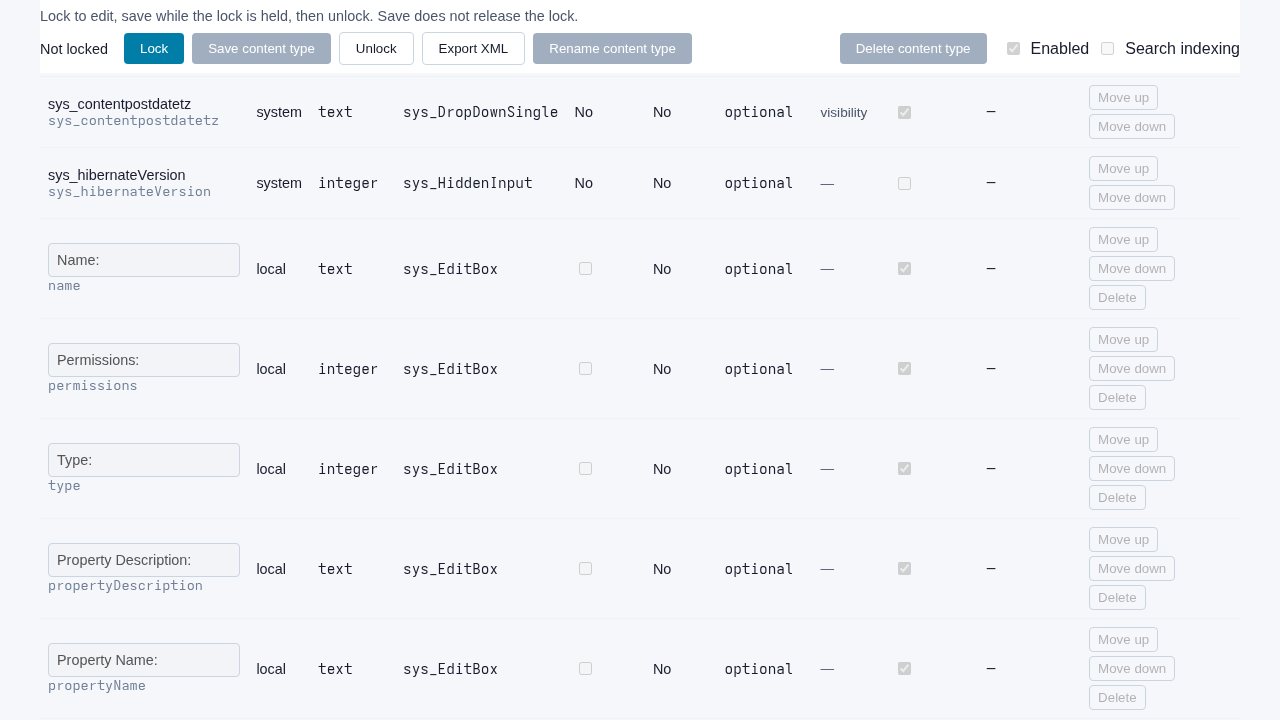 Lock to edit, save while the lock is held, then unlock. Save does not release the lock.
Not locked Lock Save content type Unlock Export XML Rename content type Delete content type Enabled Search indexing
sys_contentpostdatetz
sys_contentpostdatetz
system text sys_DropDownSingle No No optional visibility —
Move up
Move down
sys_hibernateVersion
sys_hibernateVersion
system integer sys_HiddenInput No No optional — —
Move up
Move down
Name:
name
local text sys_EditBox No optional — —
Move up
Move down
Delete
Permissions:
permissions
local integer sys_EditBox No optional — —
Move up
Move down
Delete
Type:
type
local integer sys_EditBox No optional — —
Move up
Move down
Delete
Property Description:
propertyDescription
local text sys_EditBox No optional — —
Move up
Move down
Delete
Property Name:
propertyName
local text sys_EditBox No optional — —
Move up
Move down
Delete